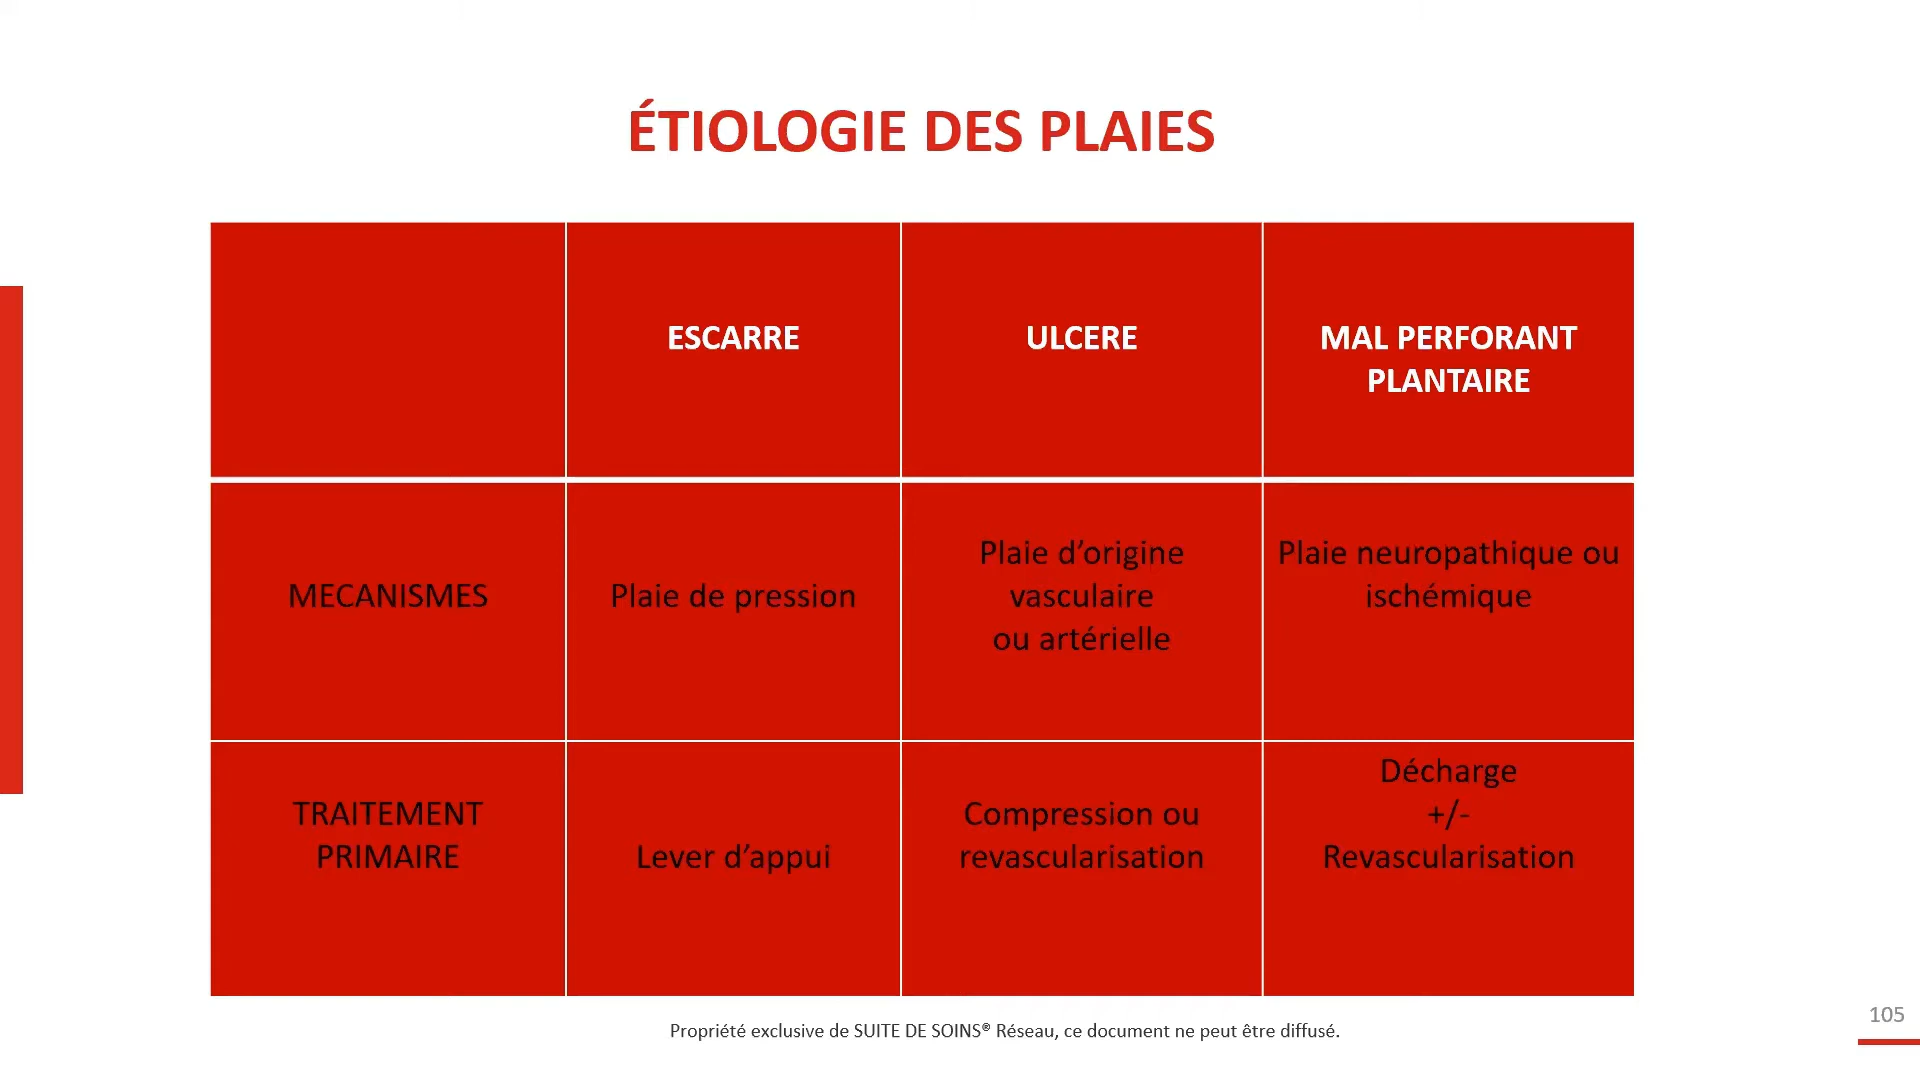 ÉTIOLOGIE DES PLAIES
ESCARRE
ULCERE
MAL PERFORANT
PLANTAIRE
MECANISMES
Plaie de pression
Plaie d’origine
vasculaire
ou artérielle
Plaie neuropathique ou
ischémique
TRAITEMENT
PRIMAIRE
Lever d’appui
Compression ou
revascularisation
Décharge
+/-
Revascularisation
Propriété exclusive de SUITE DE SOINS® Réseau, ce document ne peut être diffusé.
105